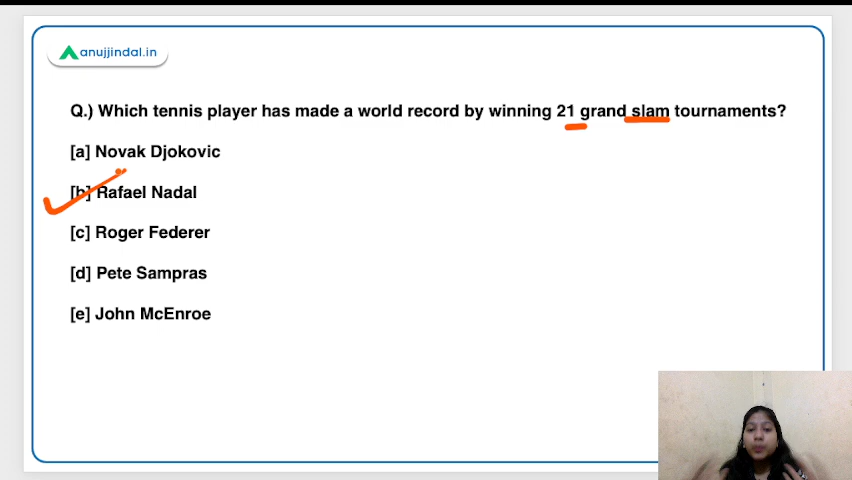 anujjindal.in
Q.) Which tennis player has made a world record by winning 21 grand slam tournaments?
[a] Novak Djokovic
[b] Rafael Nadal
[c] Roger Federer
[d] Pete Sampras
[e] John McEnroe